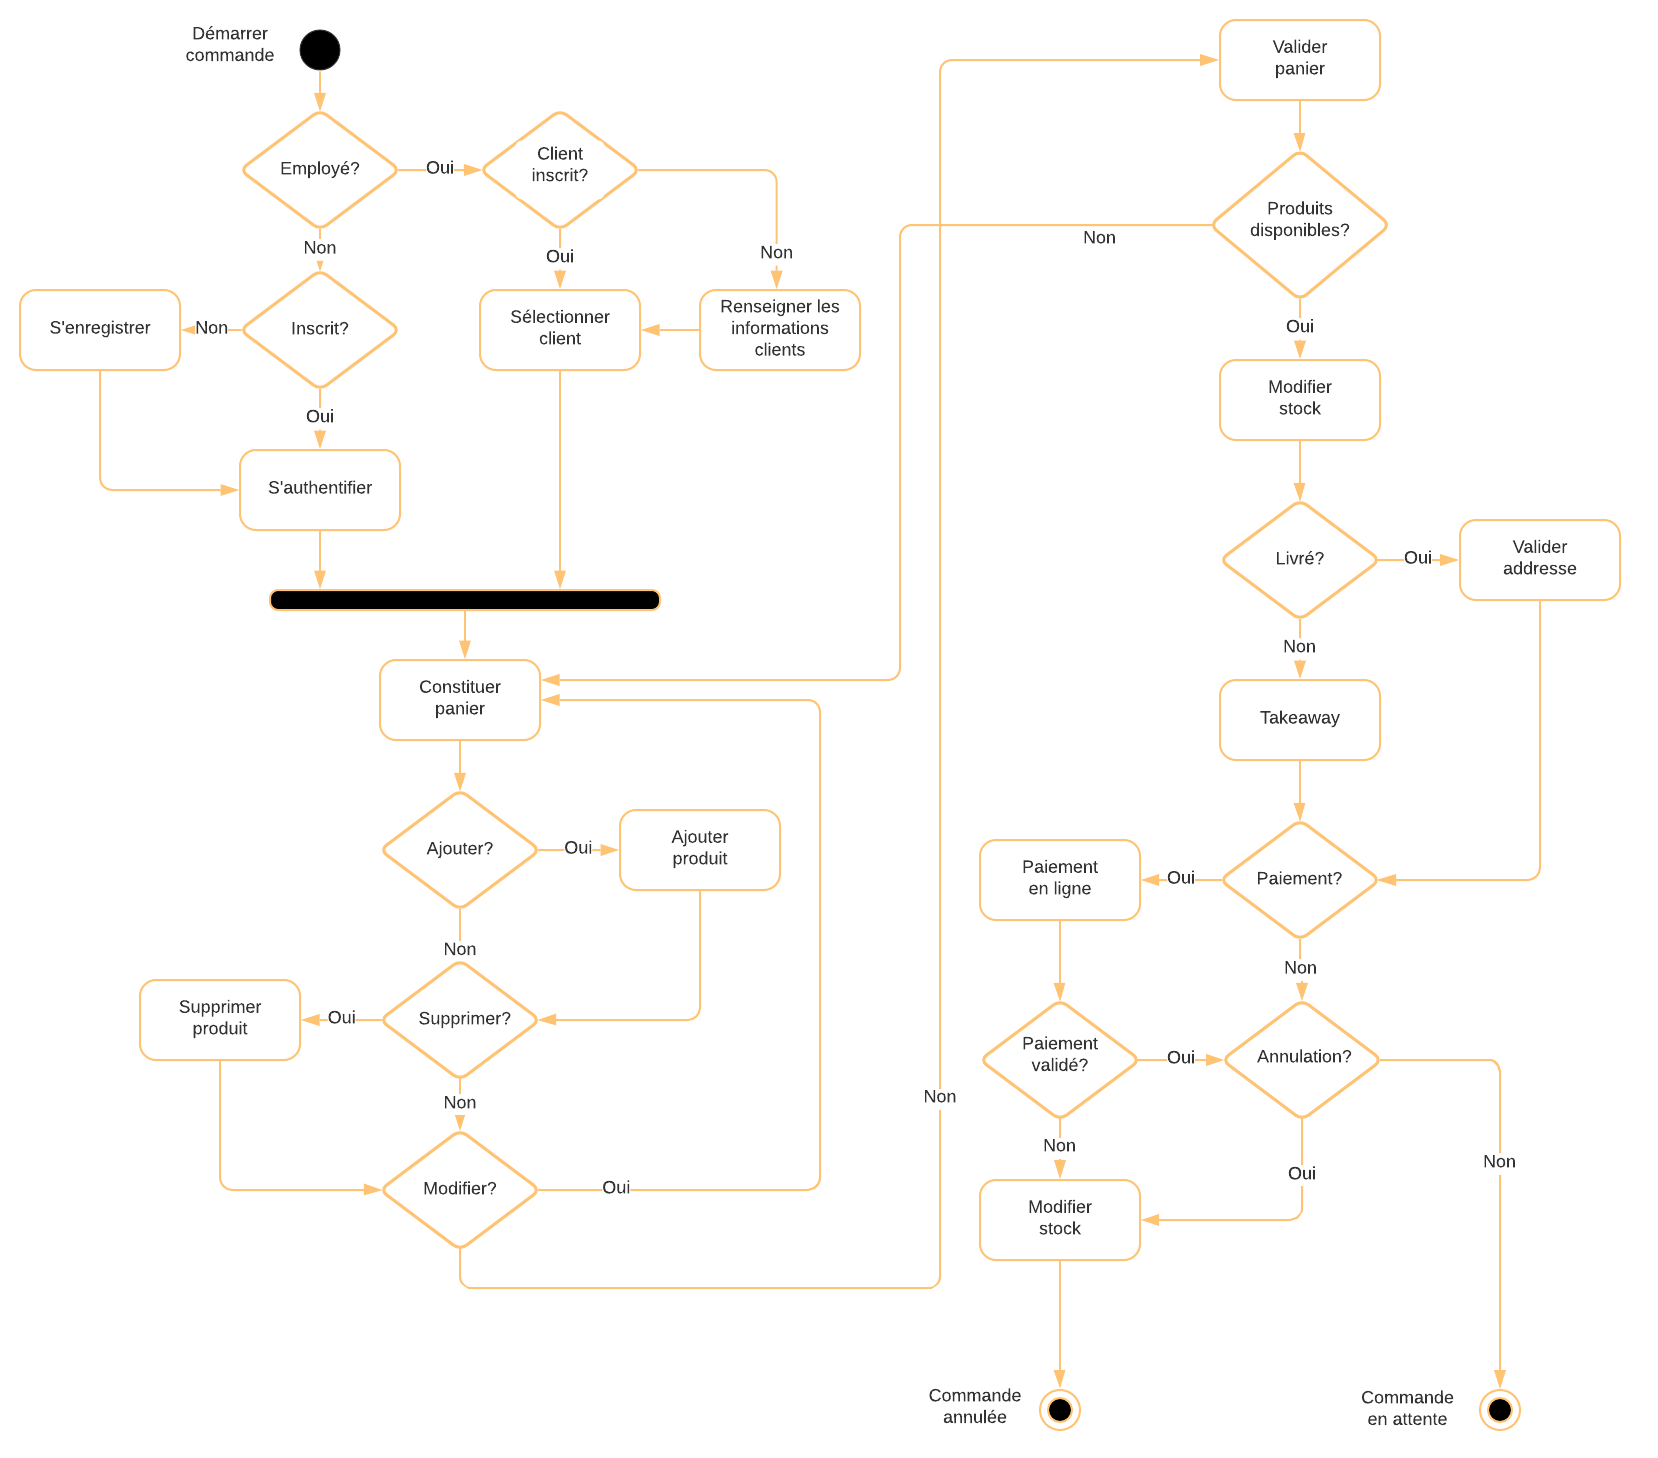 Démarrer
commande
Employé?
Oui
Client
inscrit?
Non
Oui
Non
S'enregistrer
Non
Inscrit?
Sélectionner
client
Renseigner les
informations
clients
Oui
S'authentifier
Constituer
panier
Ajouter?
Oui
Ajouter
produit
Non
Supprimer
produit
Oui
Supprimer?
Non
Modifier?
Oui
Non
Valider
panier
Produits
disponibles?
Non
Oui
Modifier
stock
Livré?
Oui
Valider
addresse
Non
Takeaway
Paiement
en ligne
Oui
Paiement?
Non
Paiement
validé?
Oui
Annulation?
Non
Oui
Non
Modifier
stock
Commande
annulée
Commande
en attente